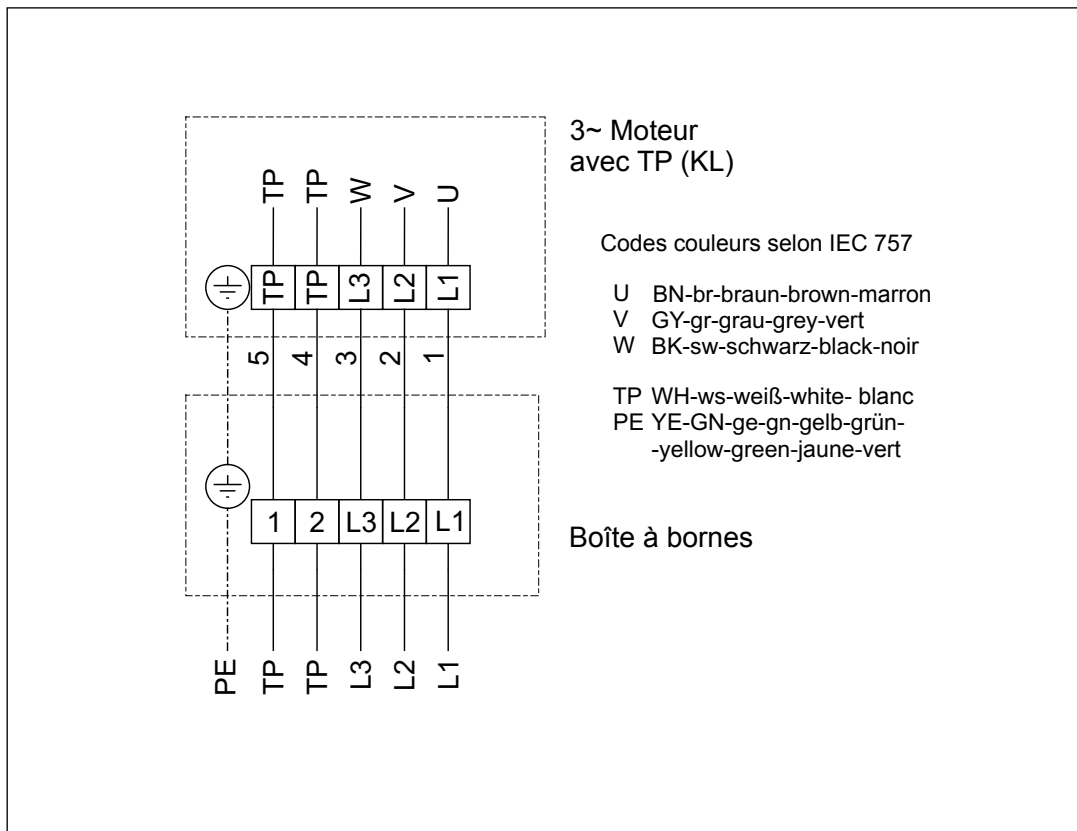 3~ Moteur
avec TP (KL)
TP TP W V U
TP TP L3 L2 L1
5 4 3 2 1
Codes couleurs selon IEC 757
U BN-br-braun-brown-marron
V GY-gr-grau-grey-vert
W BK-sw-schwarz-black-noir
TP WH-ws-weiß-white- blanc
PE YE-GN-ge-gn-gelb-grün-
-yellow-green-jaune-vert
1 2 L3 L2 L1
Boîte à bornes
PE TP TP L3 L2 L1